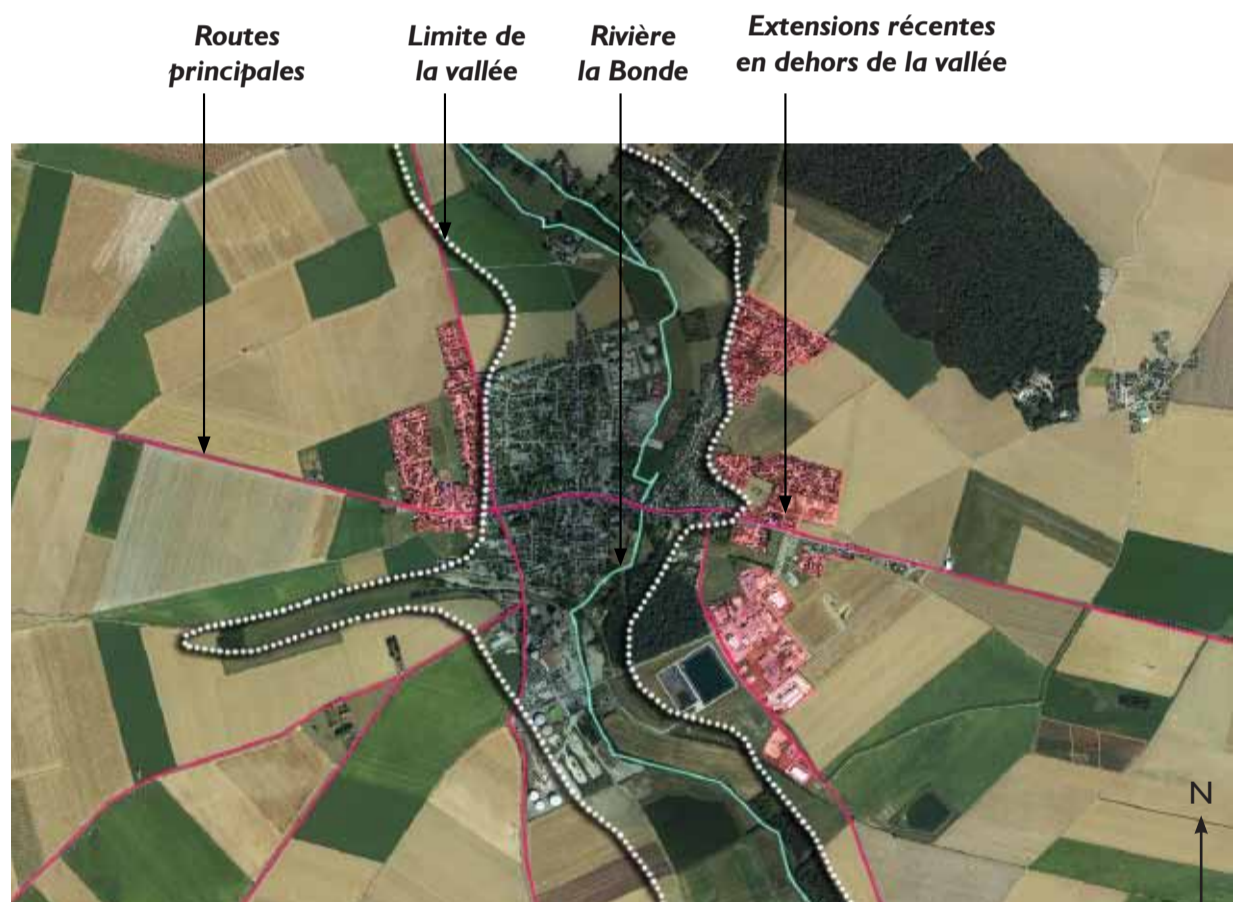 Routes
principales
Limite de
la vallée
Rivière
la Bonde
Extensions récentes
en dehors de la vallée
N